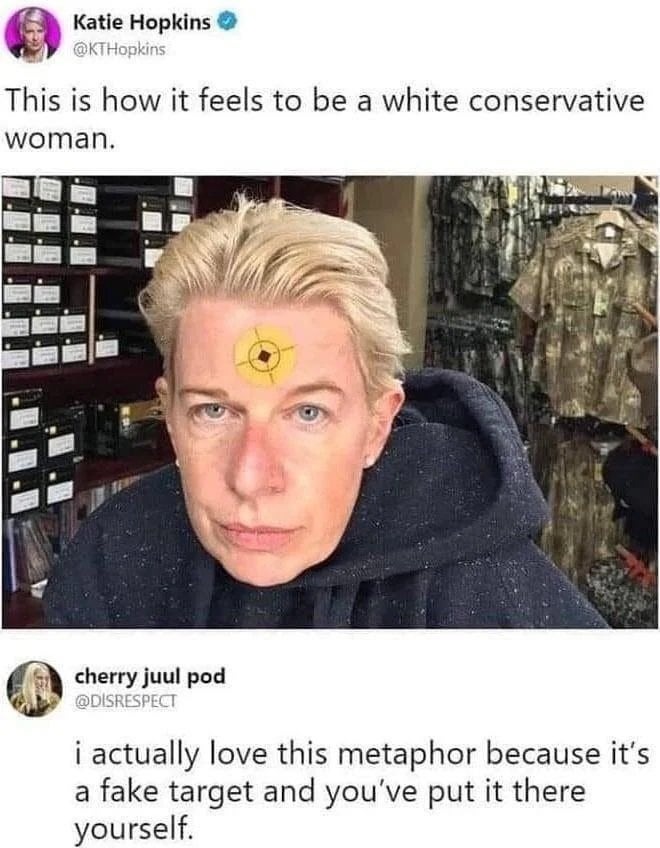 Katie Hopkins
@KTHopkins
This is how it feels to be a white conservative
woman.
cherry juul pod
@DISRESPECT
i actually love this metaphor because it's
a fake target and you've put it there
yourself.